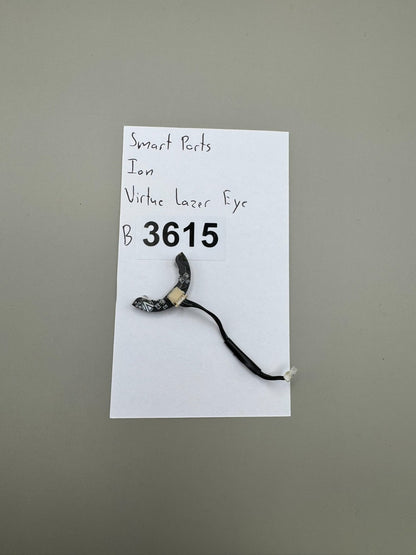 Smart Parts
Ion
Virtue Lazer Eye
B 3615